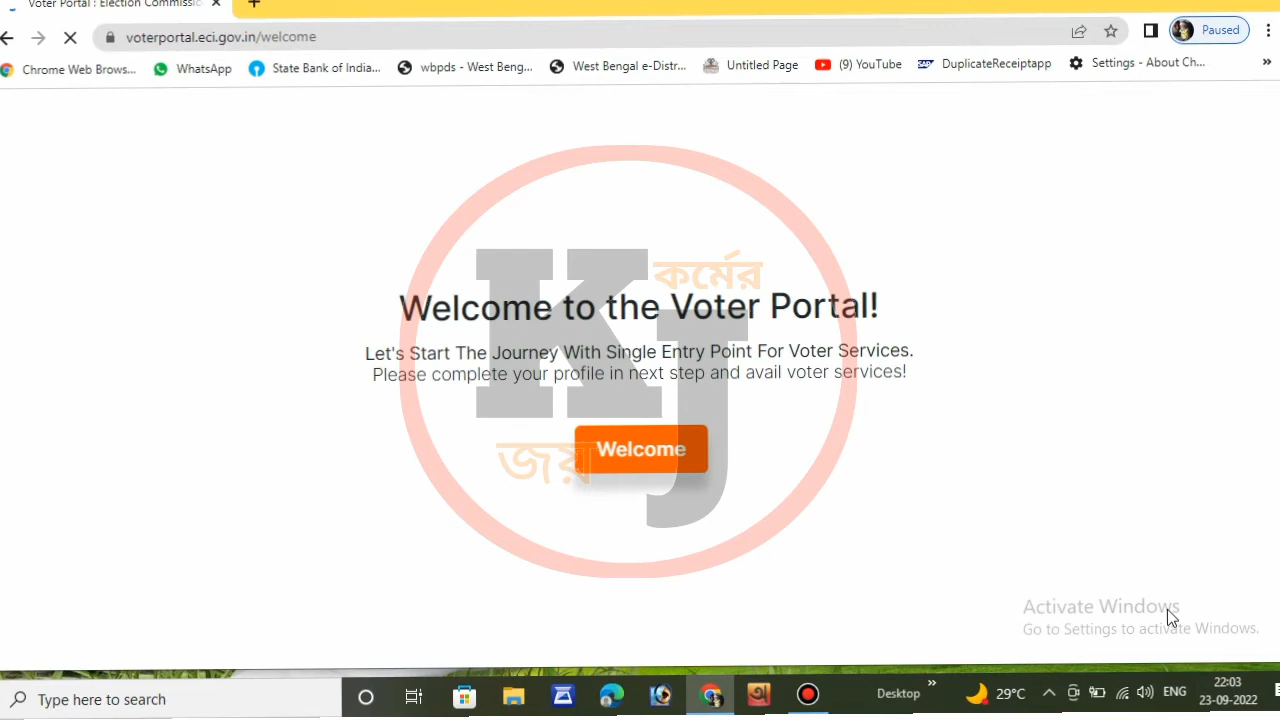 Voter Portal : Election Commissi
voterportal.eci.gov.in/welcome
Paused
Chrome Web Brows...
WhatsApp
State Bank of India...
wbpds - West Beng...
West Bengal e-Distr...
Untitled Page
(9) YouTube
DuplicateReceiptapp
Settings - About Ch...
»
K
কর্মের
Welcome to the Voter Portal!
J
Let's Start The Journey With Single Entry Point For Voter Services.
Please complete your profile in next step and avail voter services!
জয়
Welcome
Activate Windows
Go to Settings to activate Windows.
Type here to search
Desktop
»
29°C
ENG
22:03
23-09-2022